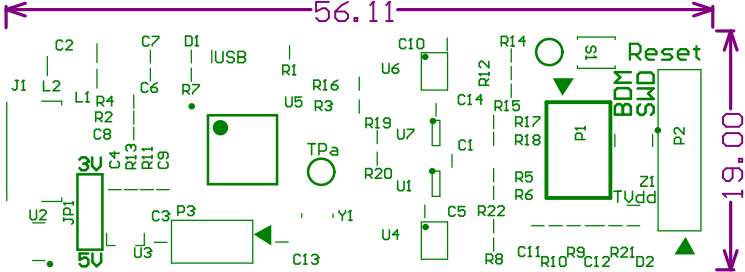 56.11
C2
C7
D1
USB
C10
R14
S1
Reset
J1
L2
L1
R4
R2
C8
C6
R7
R1
U5
R16
R3
U6
R12
C14
R15
BDM
SWD
R19
U7
C1
R17
R18
P1
P2
19.00
3V
C4
R13
R11
C9
TPa
R20
U1
R5
R6
Z1
TVDD
U2
JP1
C3
P3
Y1
C5
R22
5V
U3
C13
U4
R8
C11
R10
R9
C12
R21
D2